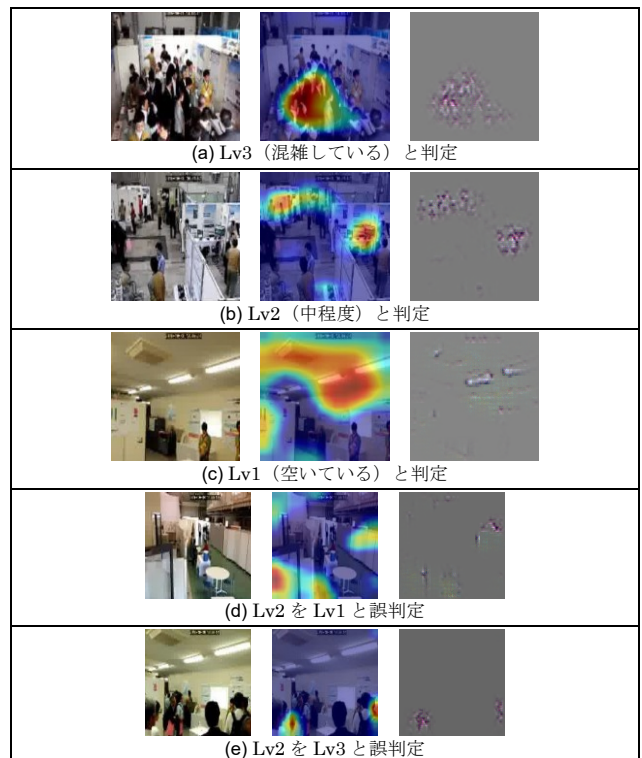 (a) Lv3（混雑している）と判定
(b) Lv2（中程度）と判定
(c) Lv1（空いている）と判定
(d) Lv2 を Lv1 と誤判定
(e) Lv2 を Lv3 と誤判定